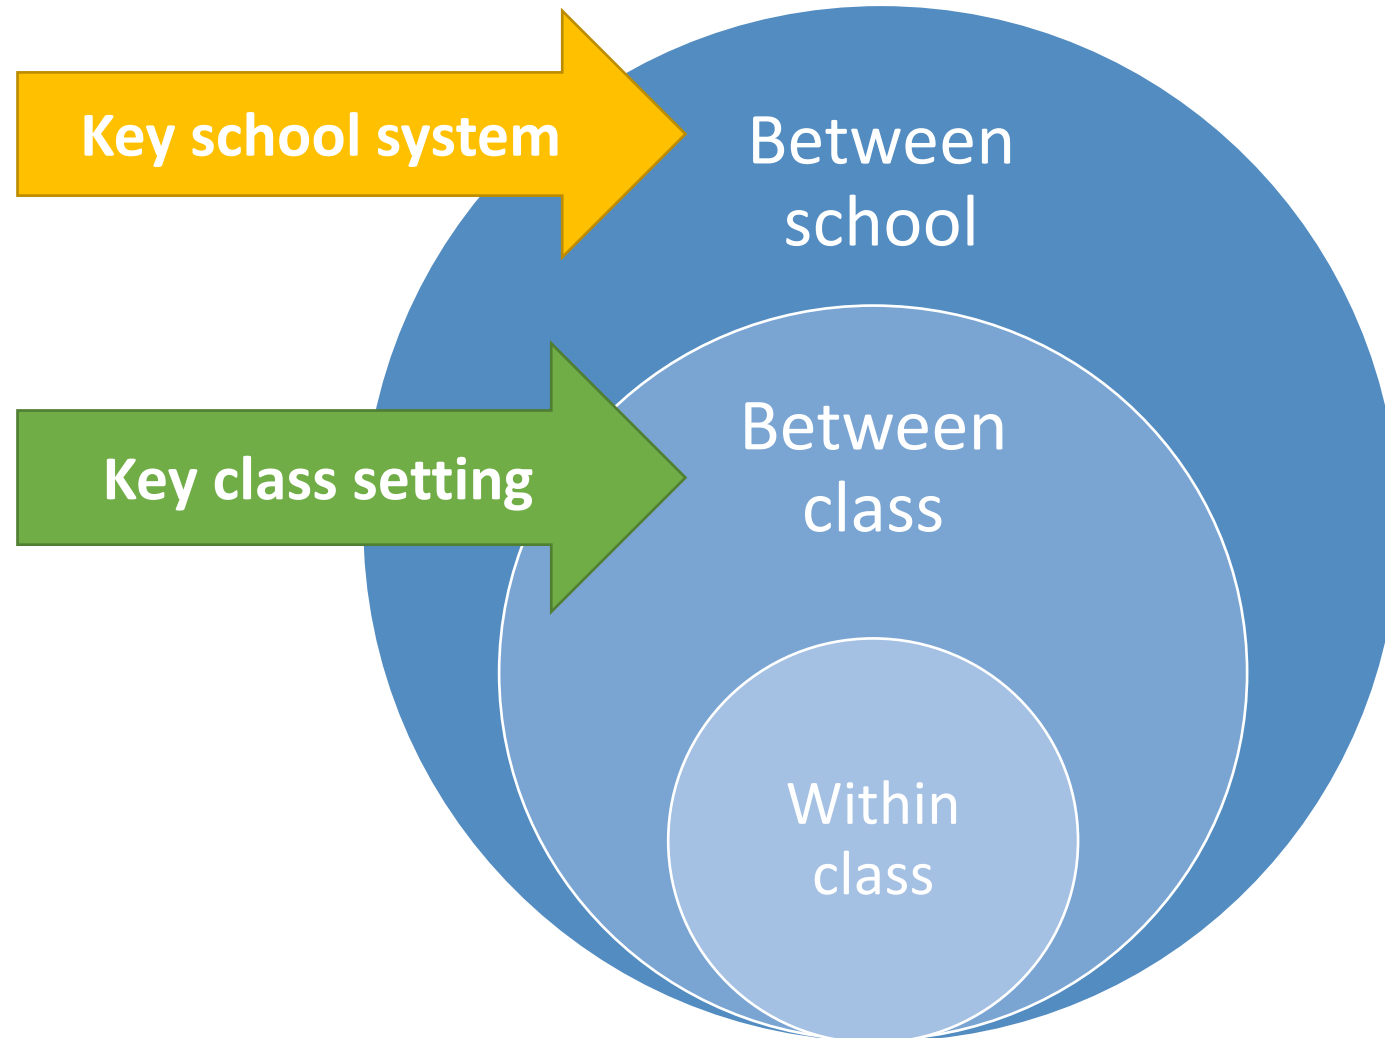 Key school system
Between
school
Key class setting
Between
class
Within
class